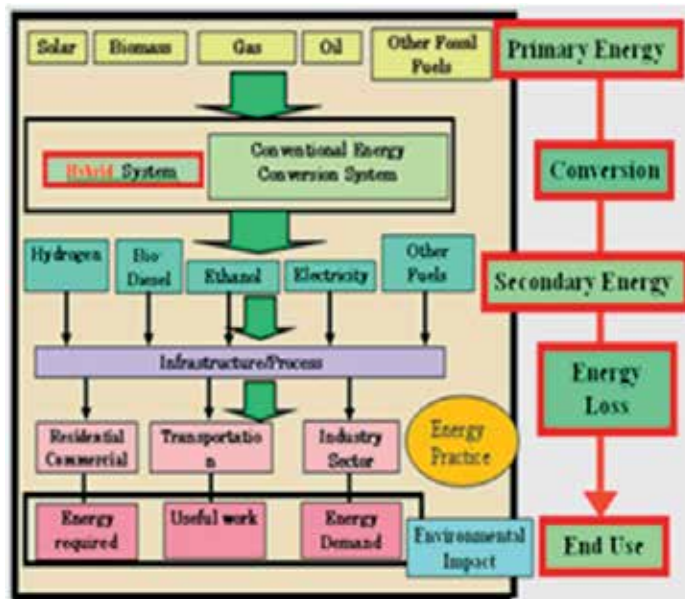 Solar
Biomass
Gas
Oil
Other Fossil
Fuels
Primary Energy
Hybrid System
Conventional Energy
Conversion System
Conversion
Hydrogen
Bio-
Diesel
Ethanol
Electricity
Other
Fuels
Secondary Energy
Infrastructure/Process
Energy
Loss
Residential
Commercial
Transportatio
n
Industry
Sector
Energy
Practice
Energy
required
Useful work
Energy
Demand
Environmental
Impact
End Use